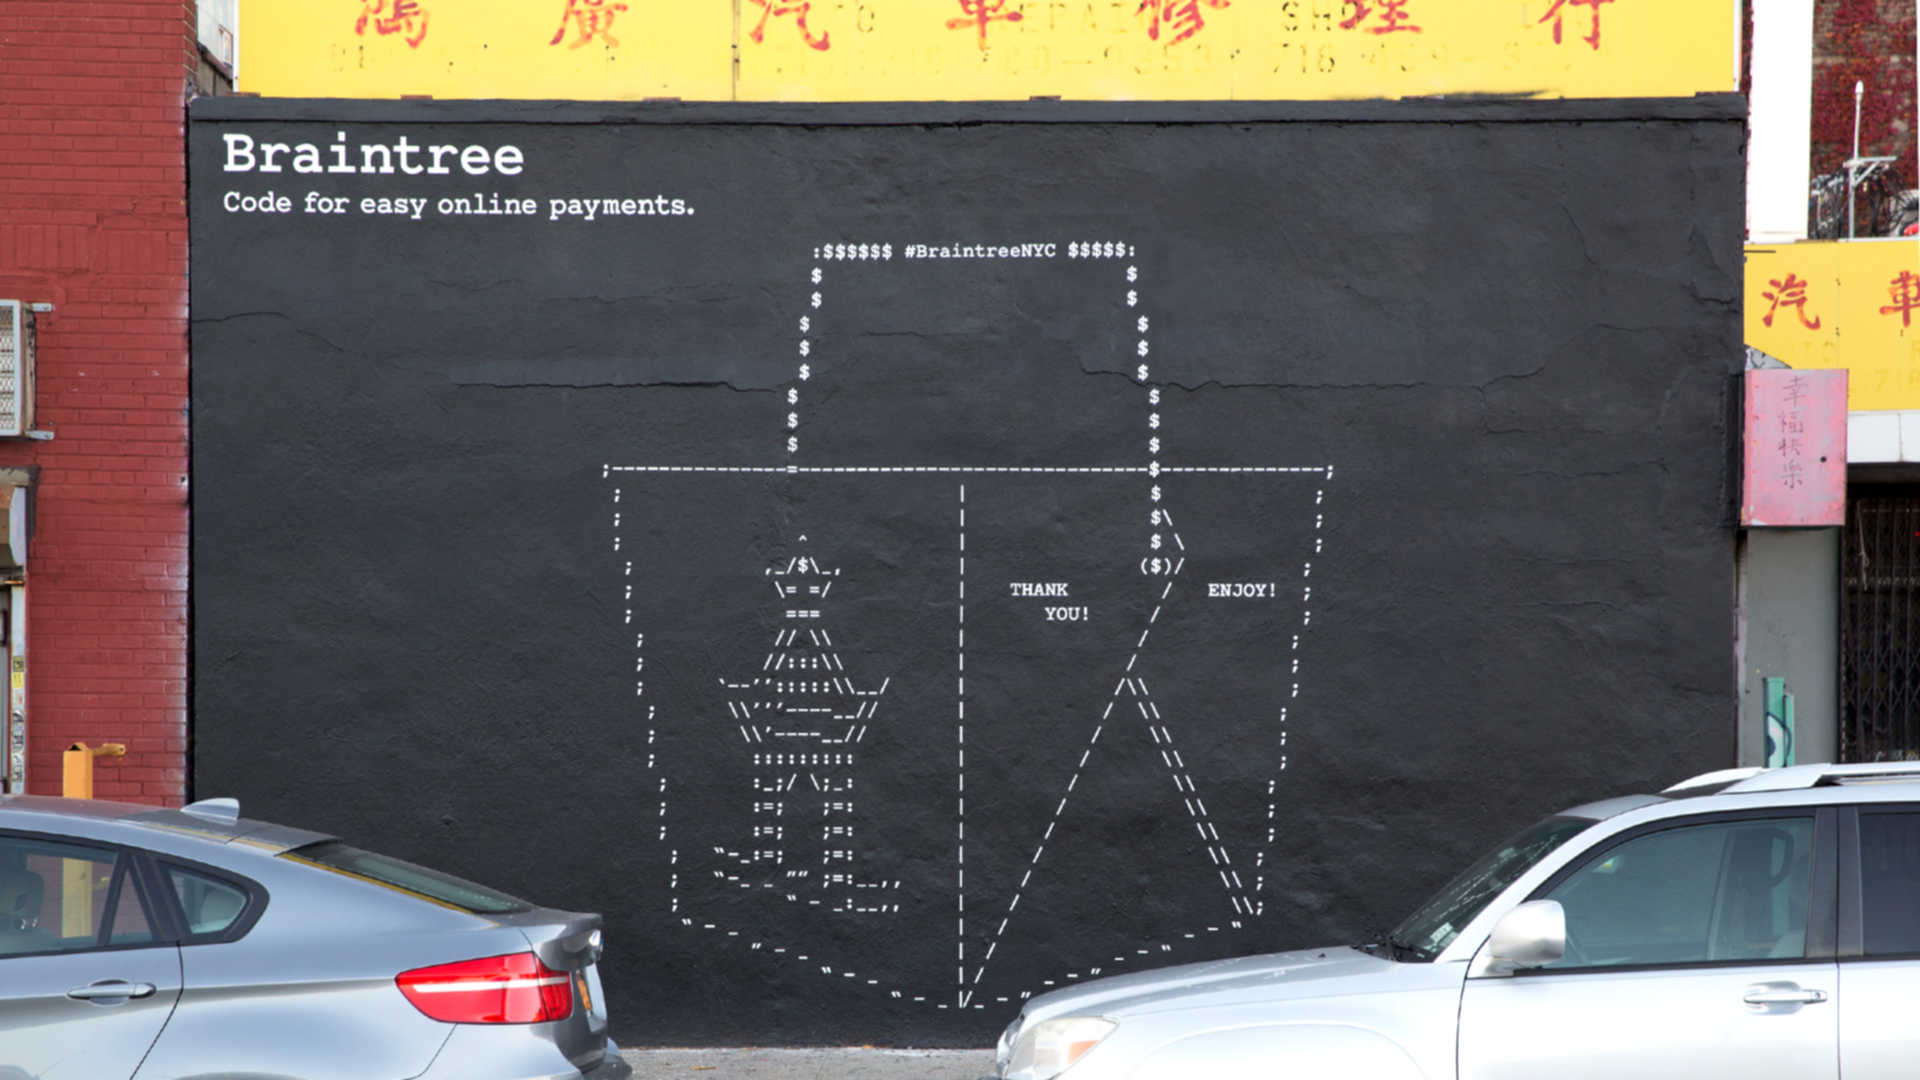 鴻 廣 汽 車 修 理 行
Braintree
Code for easy online payments.
:$$$$$$ #BraintreeNYC $$$$$:
汽 車
幸福快樂
THANK
YOU!
ENJOY!